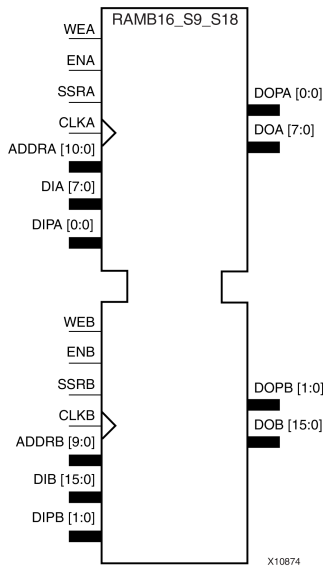 RAMB16_S9_S18
WEA
ENA
SSRA
CLKA
ADDRA [10:0]
DIA [7:0]
DIPA [0:0]
DOPA [0:0]
DOA [7:0]
WEB
ENB
SSRB
CLKB
ADDRB [9:0]
DIB [15:0]
DIPB [1:0]
DOPB [1:0]
DOB [15:0]
X10874